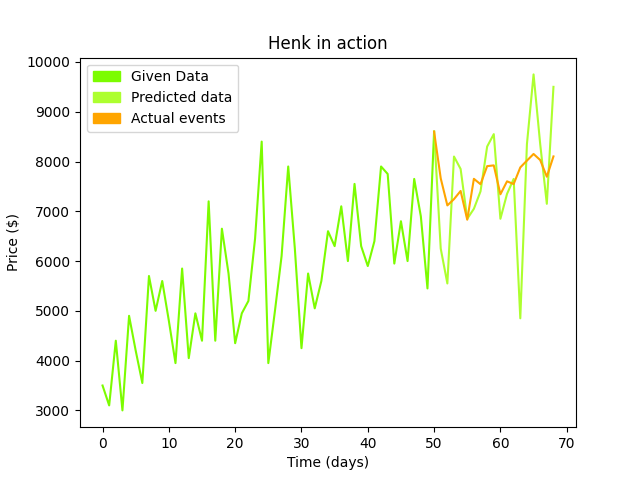 Henk in action
Given Data
Predicted data
Actual events
Price ($)
10000
9000
8000
7000
6000
5000
4000
3000
0 10 20 30 40 50 60 70
Time (days)